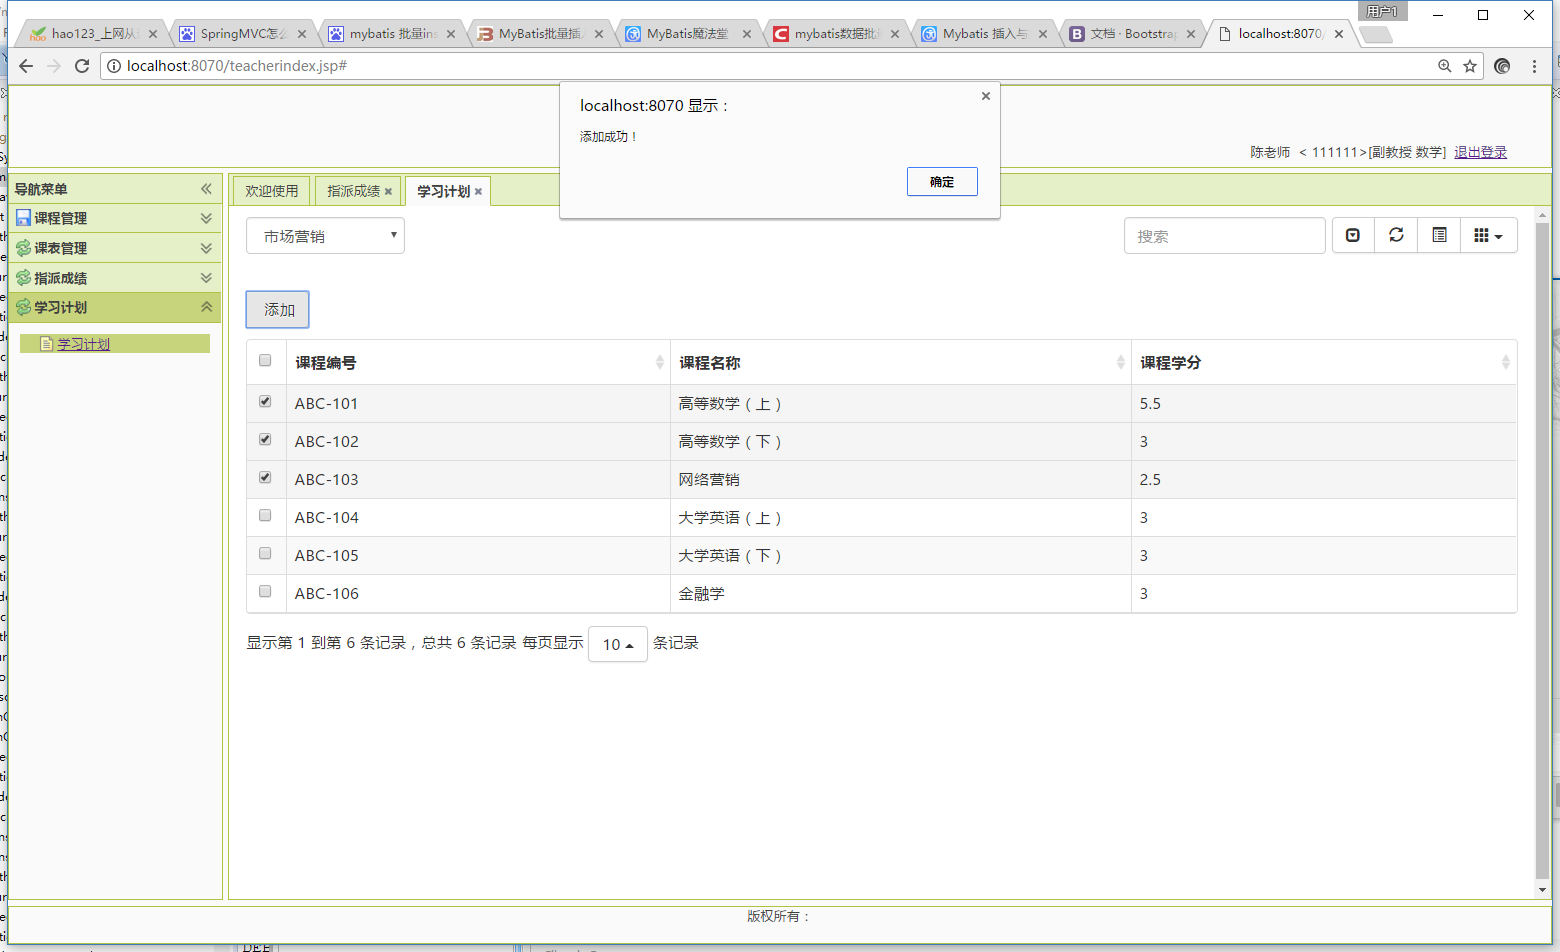 用户1
hao123_上网从
SpringMVC怎么
mybatis 批量ins
MyBatis批量插
MyBatis魔法堂
mybatis数据批
Mybatis 插入与
文档 · Bootstrap
localhost:8070/
localhost:8070/teacherindex.jsp#
localhost:8070 显示：
添加成功！
确定
陈老师 < 111111>[副教授 数学] 退出登录
导航菜单
课程管理
课表管理
指派成绩
学习计划
学习计划
欢迎使用
指派成绩
学习计划
市场营销
搜索
添加
课程编号 课程名称 课程学分
ABC-101 高等数学（上） 5.5
ABC-102 高等数学（下） 3
ABC-103 网络营销 2.5
ABC-104 大学英语（上） 3
ABC-105 大学英语（下） 3
ABC-106 金融学 3
显示第 1 到第 6 条记录，总共 6 条记录 每页显示 10 条记录
版权所有：